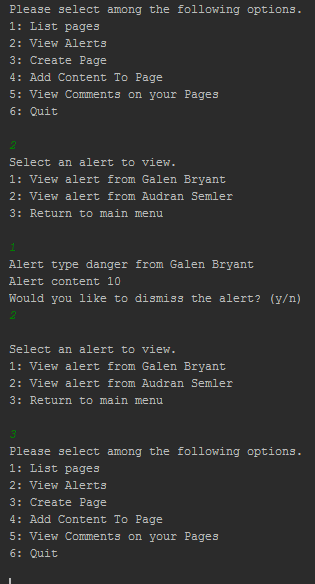 Please select among the following options.
1: List pages
2: View Alerts
3: Create Page
4: Add Content To Page
5: View Comments on your Pages
6: Quit
2
Select an alert to view.
1: View alert from Galen Bryant
2: View alert from Audran Semler
3: Return to main menu
1
Alert type danger from Galen Bryant
Alert content 10
Would you like to dismiss the alert? (y/n)
2
Select an alert to view.
1: View alert from Galen Bryant
2: View alert from Audran Semler
3: Return to main menu
3
Please select among the following options.
1: List pages
2: View Alerts
3: Create Page
4: Add Content To Page
5: View Comments on your Pages
6: Quit